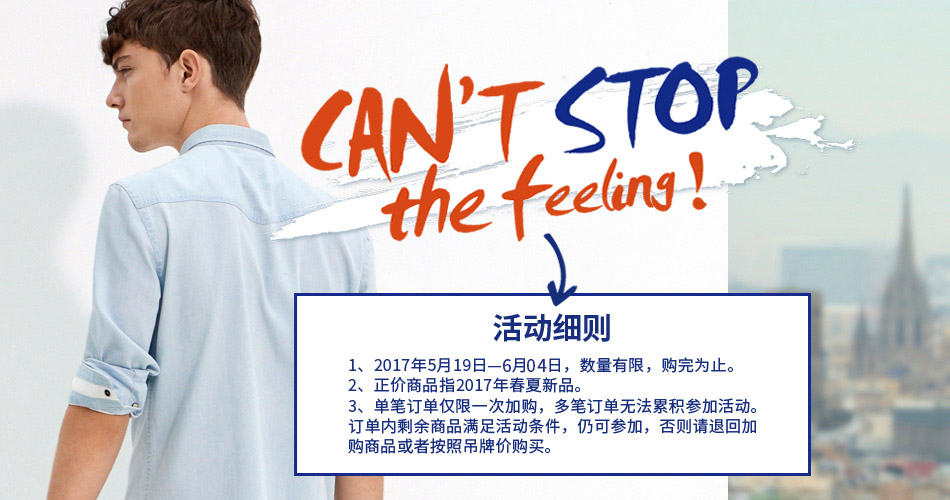 CAN'T STOP
the feeling!
活动细则
1、2017年5月19日—6月04日，数量有限，购完为止。
2、正价商品指2017年春夏新品。
3、单笔订单仅限一次加购，多笔订单无法累积参加活动。
订单内剩余商品满足活动条件，仍可参加，否则请退回加
购商品或者按照吊牌价购买。